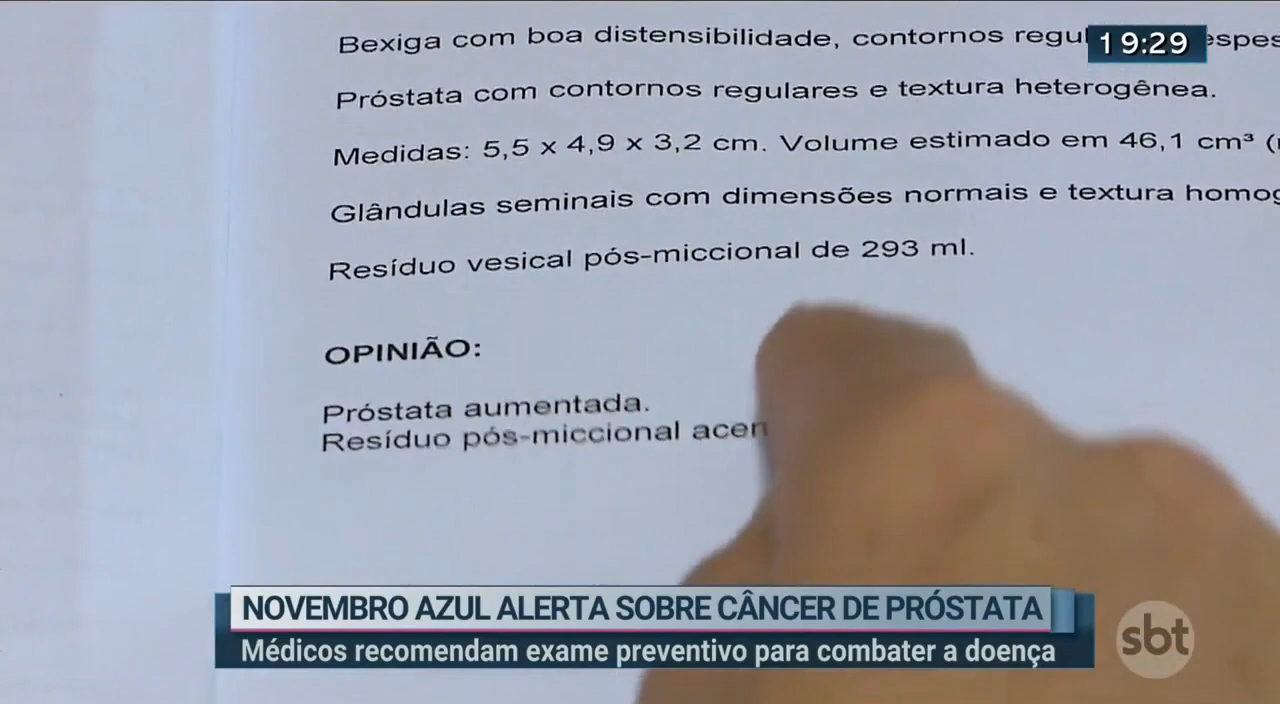 Bexiga com boa distensibilidade, contornos
19:29
Próstata com contornos regulares e textura heterogênea.
Medidas: 5,5 x 4,9 x 3,2 cm. Volume estimado em 46,1 cm³
Glândulas seminais com dimensões normais e textura
Resíduo vesical pós-miccional de 293 ml.
OPINIÃO:
Próstata aumentada.
Resíduo pós-miccional
NOVEMBRO AZUL ALERTA SOBRE CÂNCER DE PRÓSTATA
Médicos recomendam exame preventivo para combater a doença
sbt